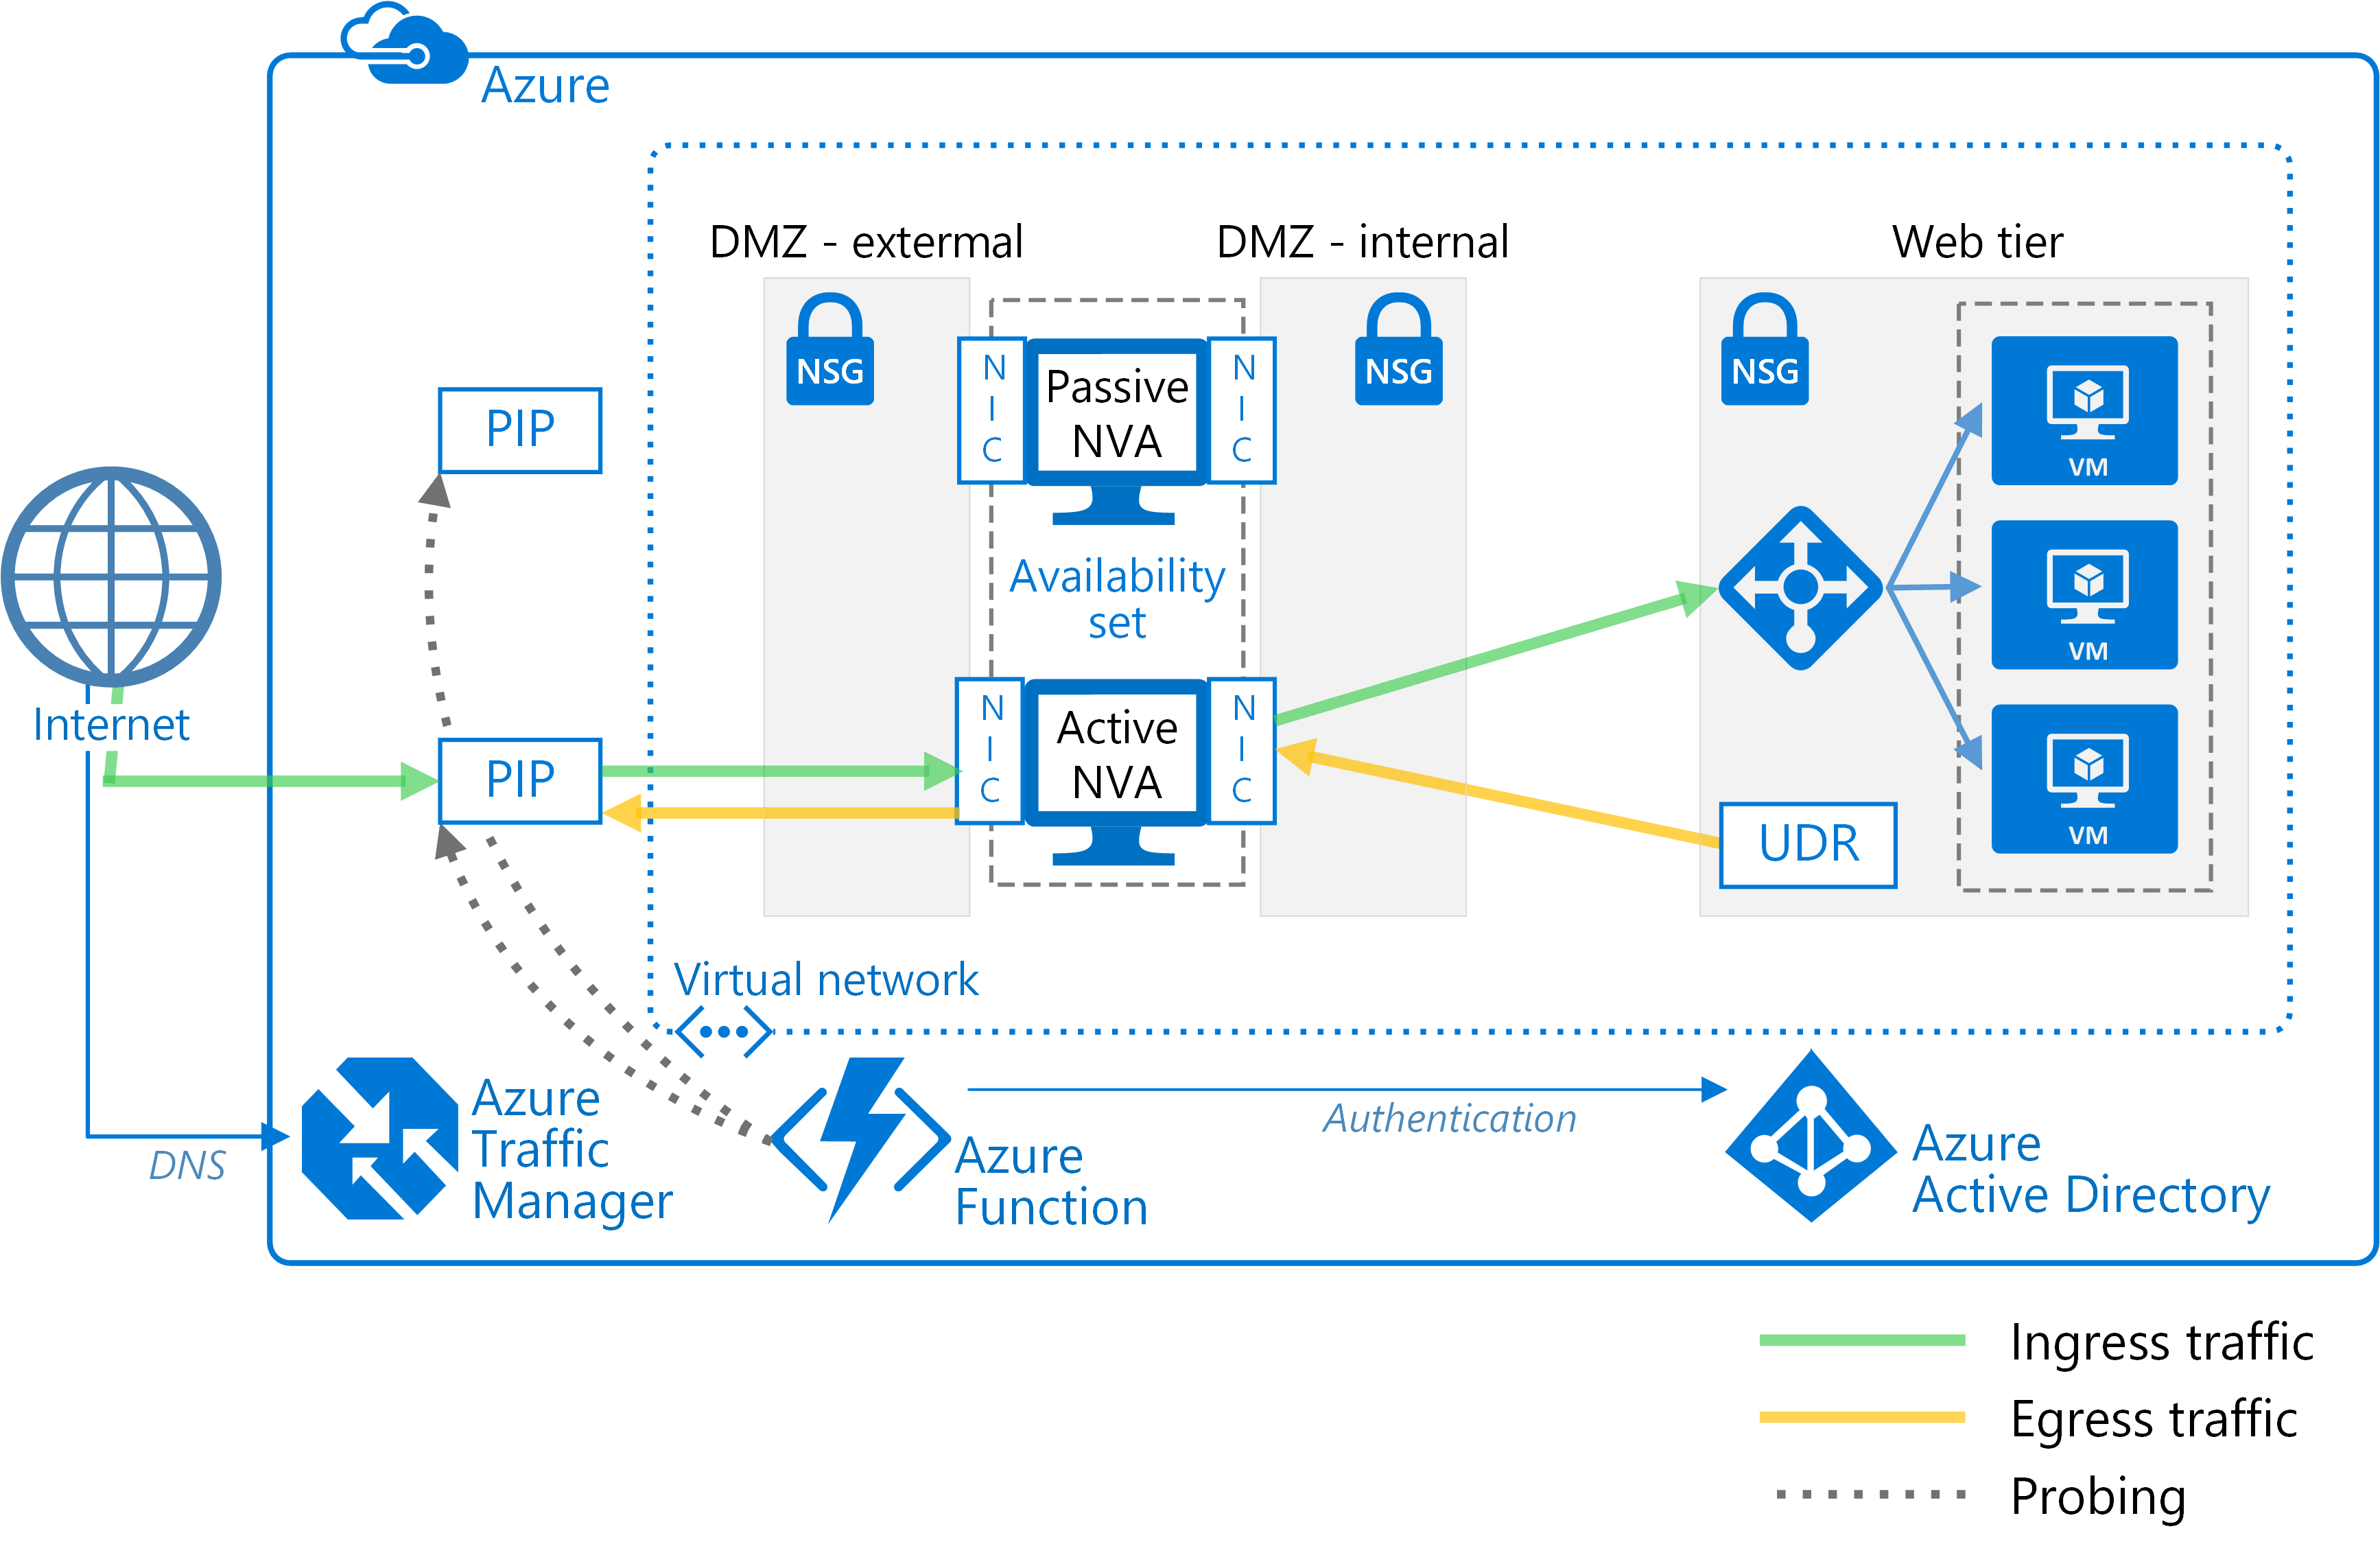 Azure
DMZ - extermal
DMZ - internal
Web tier
NSG
NSG
NSG
N
I
C
Passive
NVA
N
I
C
VM
PIP
Availability
set
VM
Internet
PIP
N
I
C
Active
NVA
N
I
C
UDR
VM
Virtual network
DNS
Azure
Traffic
Manager
Azure
Function
Authentication
Azure
Active Directory
Ingress traffic
Egress traffic
Probing